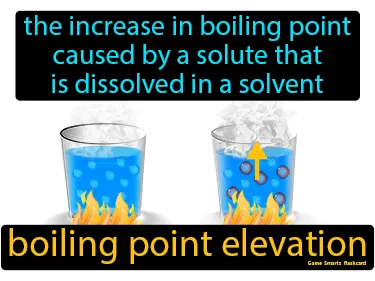 the increase in boiling point
caused by a solute that
is dissolved in a solvent
boiling point elevation
Game Smartz flashcard